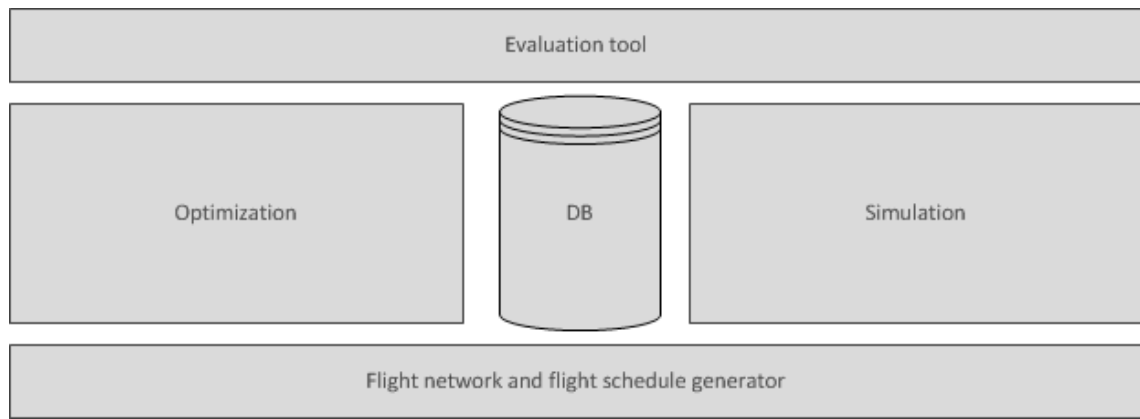 Evaluation tool
Optimization
DB
Simulation
Flight network and flight schedule generator